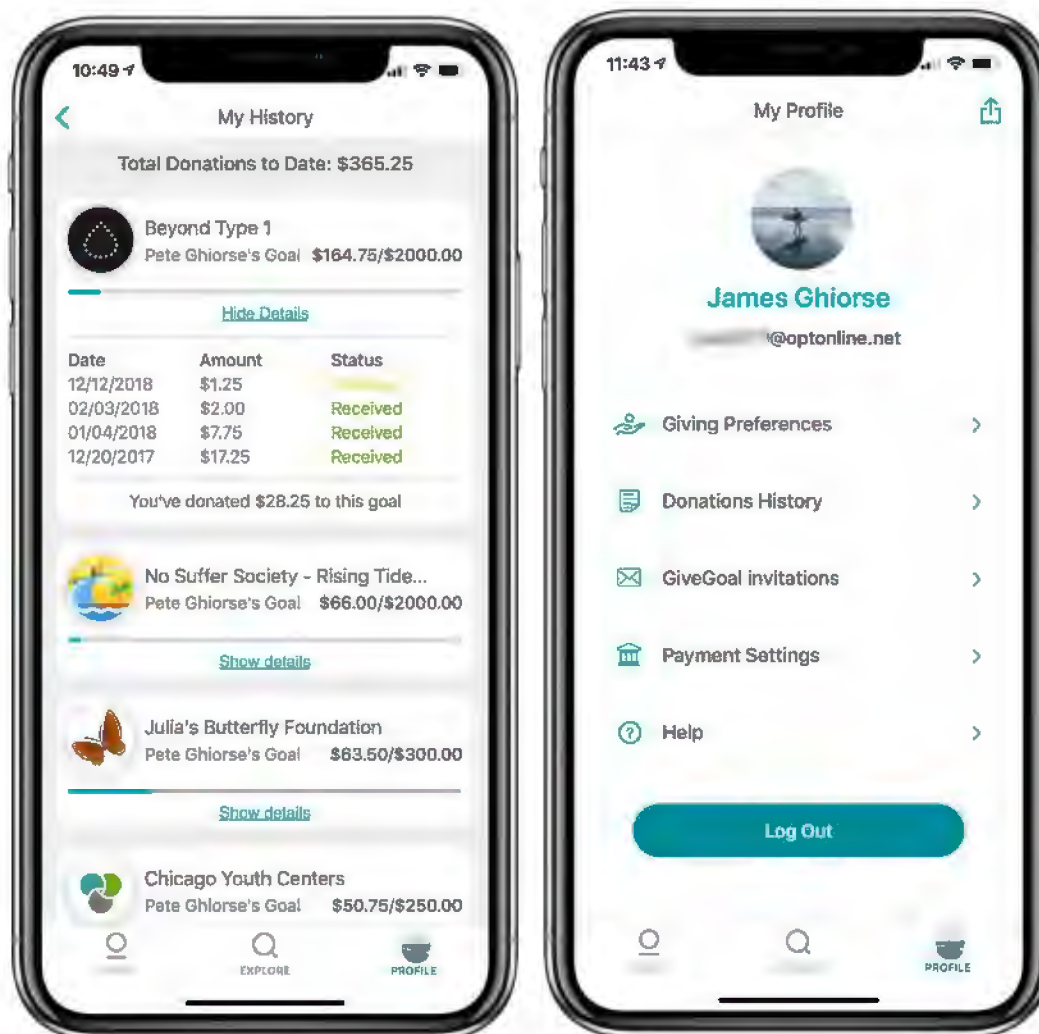 10:49
My History
Total Donations to Date: $365.25
Beyond Type 1
Pete Ghiorse's Goal $164.75/$2000.00
Hide Details
Date Amount Status
12/12/2018 $1.25
02/03/2018 $2.00 Received
01/04/2018 $7.75 Received
12/20/2017 $17.25 Received
You've donated $28.25 to this goal
No Suffer Society - Rising Tide...
Pete Ghiorse's Goal $66.00/$2000.00
Show details
Julia's Butterfly Foundation
Pete Ghiorse's Goal $63.50/$300.00
Show details
Chicago Youth Centers
Pete Ghiorse's Goal $50.75/$250.00
EXPLORE
PROFILE
11:43
My Profile
James Ghiorse
@optonline.net
Giving Preferences
Donations History
GiveGoal invitations
Payment Settings
Help
Log Out
PROFILE